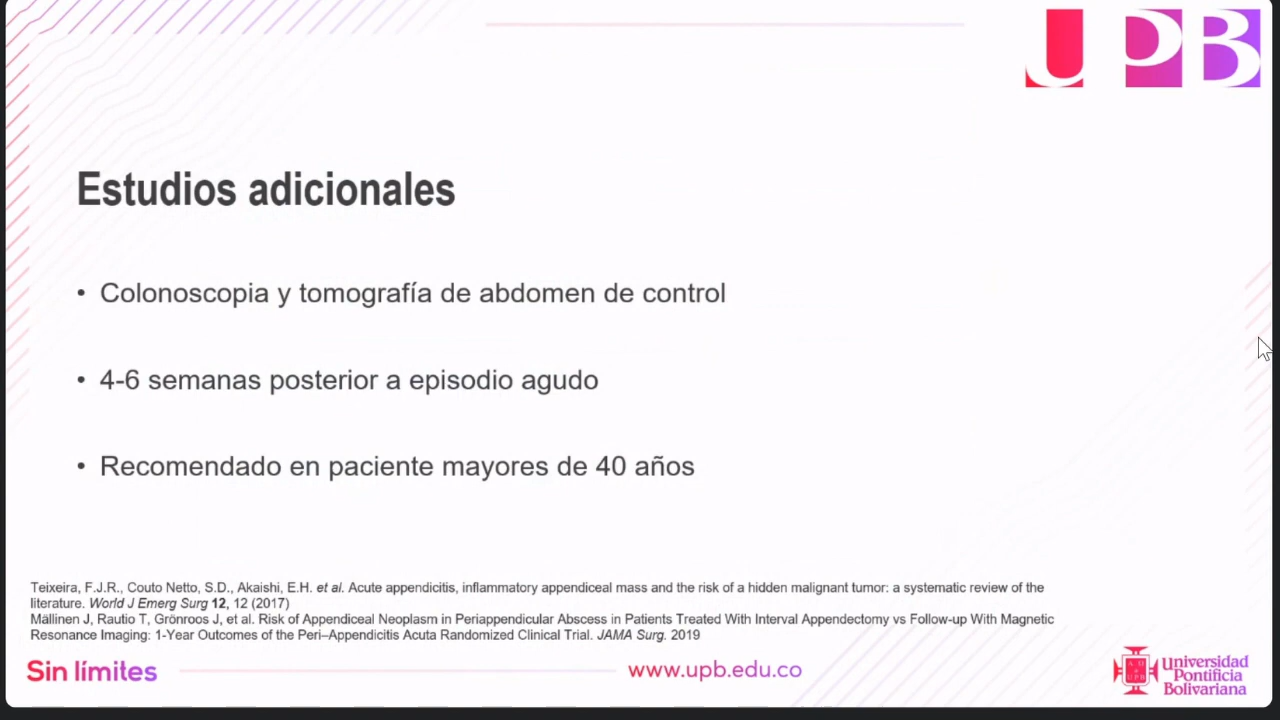 UPB
Estudios adicionales
• Colonoscopia y tomografía de abdomen de control
• 4-6 semanas posterior a episodio agudo
• Recomendado en paciente mayores de 40 años
Teixeira, F.J.R., Couto Netto, S.D., Akaishi, E.H. et al. Acute appendicitis, inflammatory appendiceal mass and the risk of a hidden malignant tumor: a systematic review of the
literature. World J Emerg Surg 12, 12 (2017)
Mällinen J, Rautio T, Grönroos J, et al. Risk of Appendiceal Neoplasm in Periappendicular Abscess in Patients Treated With Interval Appendectomy vs Follow-up With Magnetic
Resonance Imaging: 1-Year Outcomes of the Peri–Appendicitis Acuta Randomized Clinical Trial. JAMA Surg. 2019
Sin límites
www.upb.edu.co
Universidad
Pontificia
Bolivariana